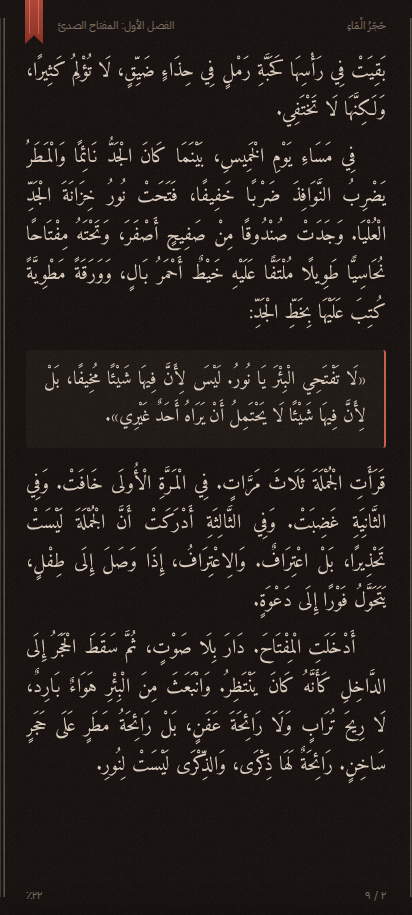 حَجَرُ الْمَاءِ
الفصل الأول: المفتاح الصدئ
بَقِيَتْ فِي رَأْسِهَا كَحَبَّةِ رَمْلٍ فِي حِذَاءٍ ضَيِّقٍ، لَا تُؤْلِمُ كَثِيرًا،
وَلَكِنَّهَا لَا تَخْتَفِي.
فِي مَسَاءِ يَوْمِ الْخَمِيسِ، بَيْنَمَا كَانَ الْجَدُّ نَائِمًا وَالْمَطَرُ
يَضْرِبُ النَّوَافِذَ ضَرْبًا خَفِيفًا، فَتَحَتْ نُورُ خِزَانَةَ الْجَدِّ
الْعُلْيَا. وَجَدَتْ صُنْدُوقًا مِنْ صَفِيحٍ أَصْفَرَ، وَتَحْتَهُ مِفْتَاحًا
نُحَاسِيًّا طَوِيلًا مُلْتَفًّا عَلَيْهِ خَيْطٌ أَحْمَرُ بَالٍ، وَوَرَقَةً مَطْوِيَّةً
كُتِبَ عَلَيْهَا بِخَطِّ الْجَدِّ:
«لَا تَفْتَحِي الْبِئْرَ يَا نُورُ. لَيْسَ لِأَنَّ فِيهَا شَيْئًا مُخِيفًا، بَلْ
لِأَنَّ فِيهَا شَيْئًا لَا يَحْتَمِلُ أَنْ يَرَاهُ أَحَدٌ غَيْرِي».
قَرَأَتِ الْجُمْلَةَ ثَلَاثَ مَرَّاتٍ. فِي الْمَرَّةِ الْأُولَى خَافَتْ. وَفِي
الثَّانِيَةِ غَضِبَتْ. وَفِي الثَّالِثَةِ أَدْرَكَتْ أَنَّ الْجُمْلَةَ لَيْسَتْ
تَحْذِيرًا، بَلْ اعْتِرَافٌ. وَالِاعْتِرَافُ، إِذَا وَصَلَ إِلَى طِفْلٍ،
يَتَحَوَّلُ فَوْرًا إِلَى دَعْوَةٍ.
أَدْخَلَتِ الْمِفْتَاحَ. دَارَ بِلَا صَوْتٍ، ثُمَّ سَقَطَ الْحَجَرُ إِلَى
الدَّاخِلِ كَأَنَّهُ كَانَ يَنْتَظِرُ. وَانْبَعَثَ مِنَ الْبِئْرِ هَوَاءٌ بَارِدٌ،
لَا رِيحَ تُرَابٍ وَلَا رَائِحَةَ عَفَنٍ، بَلْ رَائِحَةُ مَطَرٍ عَلَى حَجَرٍ
سَاخِنٍ. رَائِحَةٌ لَهَا ذِكْرَى، وَالذِّكْرَى لَيْسَتْ لِنُورِ.
٢ / ٩
٢٢٪